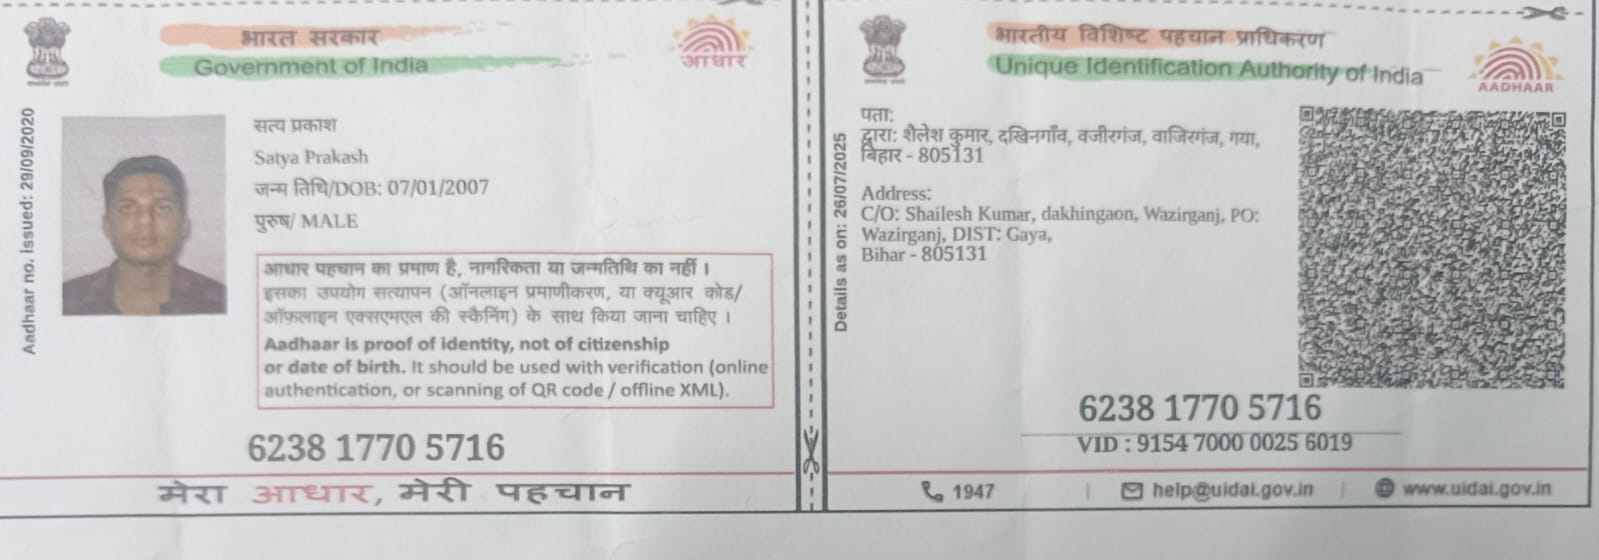 भारत सरकार
Government of India
आधार
Aadhaar no. issued: 29/09/2020
सत्य प्रकाश
Satya Prakash
जन्म तिथि/DOB: 07/01/2007
पुरुष/ MALE
आधार पहचान का प्रमाण है, नागरिकता या जन्मतिथि का नहीं ।
इसका उपयोग सत्यापन (ऑनलाइन प्रमाणीकरण, या क्यूआर कोड/
ऑफ़लाइन एक्सएमएल की स्कैनिंग) के साथ किया जाना चाहिए ।
Aadhaar is proof of identity, not of citizenship
or date of birth. It should be used with verification (online
authentication, or scanning of QR code / offline XML).
6238 1770 5716
मेरा आधार, मेरी पहचान
भारतीय विशिष्ट पहचान प्राधिकरण
Unique Identification Authority of India
AADHAAR
Details as on: 26/07/2025
पता:
द्वारा: शैलेश कुमार, दखिनगाँव, वजीरगंज, वाजिरगंज, गया,
बिहार - 805131
Address:
C/O: Shailesh Kumar, dakhingaon, Wazirganj, PO:
Wazirganj, DIST: Gaya,
Bihar - 805131
6238 1770 5716
VID : 9154 7000 0025 6019
1947
help@uidai.gov.in
www.uidai.gov.in